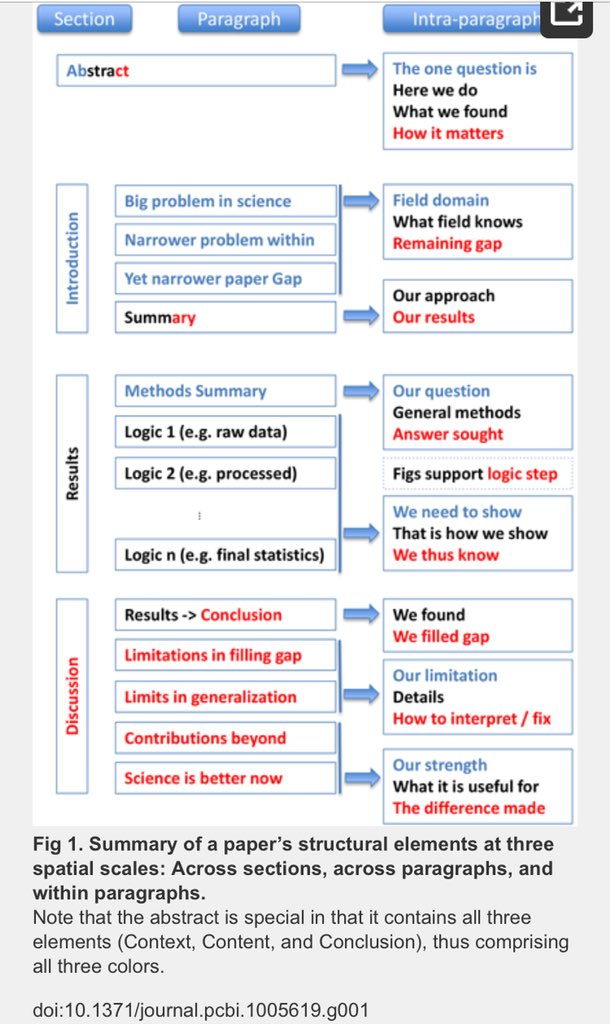 Section
Paragraph
Intra-paragraph
Abstract
The one question is
Here we do
What we found
How it matters
Introduction
Big problem in science
Narrower problem within
Yet narrower paper Gap
Summary
Field domain
What field knows
Remaining gap
Our approach
Our results
Results
Methods Summary
Logic 1 (e.g. raw data)
Logic 2 (e.g. processed)
⋮
Logic n (e.g. final statistics)
Our question
General methods
Answer sought
Figs support logic step
We need to show
That is how we show
We thus know
Discussion
Results -> Conclusion
Limitations in filling gap
Limits in generalization
Contributions beyond
Science is better now
We found
We filled gap
Our limitation
Details
How to interpret / fix
Our strength
What it is useful for
The difference made
Fig 1. Summary of a paper’s structural elements at three
spatial scales: Across sections, across paragraphs, and
within paragraphs.
Note that the abstract is special in that it contains all three
elements (Context, Content, and Conclusion), thus comprising
all three colors.
doi:10.1371/journal.pcbi.1005619.g001